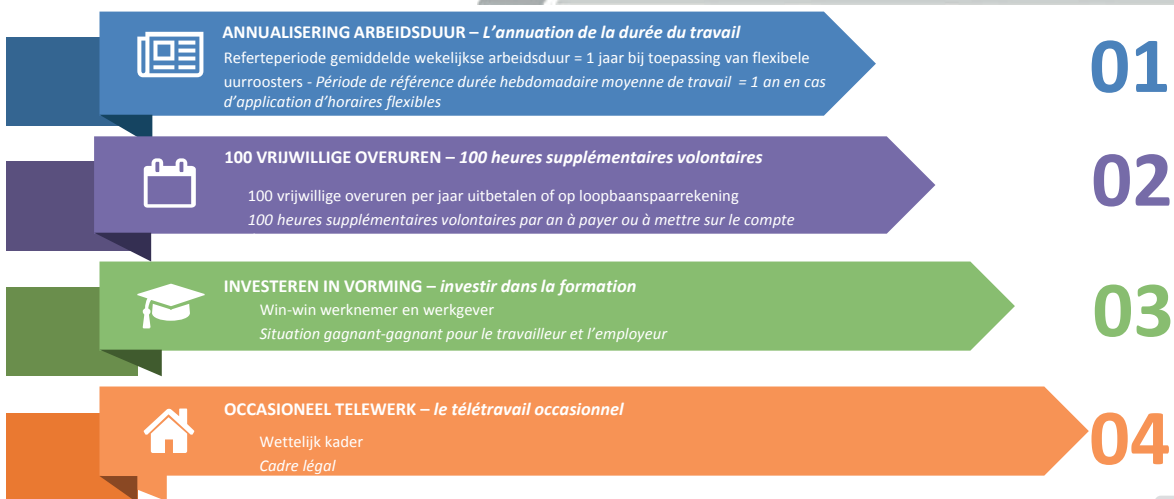 ANNUALISERING ARBEIDSDUUR – L'annuation de la durée du travail
Referteperiode gemiddelde wekelijkse arbeidsduur = 1 jaar bij toepassing van flexibele
uurroosters - Période de référence durée hebdomadaire moyenne de travail = 1 an en cas
d'application d'horaires flexibles
01
100 VRIJWILLIGE OVERUREN – 100 heures supplémentaires volontaires
100 vrijwillige overuren per jaar uitbetalen of op loopbaanspaarrekening
100 heures supplémentaires volontaires par an à payer ou à mettre sur le compte
02
INVESTEREN IN VORMING – investir dans la formation
Win-win werknemer en werkgever
Situation gagnant-gagnant pour le travailleur et l'employeur
03
OCCASIONEEL TELEWERK – le télétravail occasionnel
Wettelijk kader
Cadre légal
04